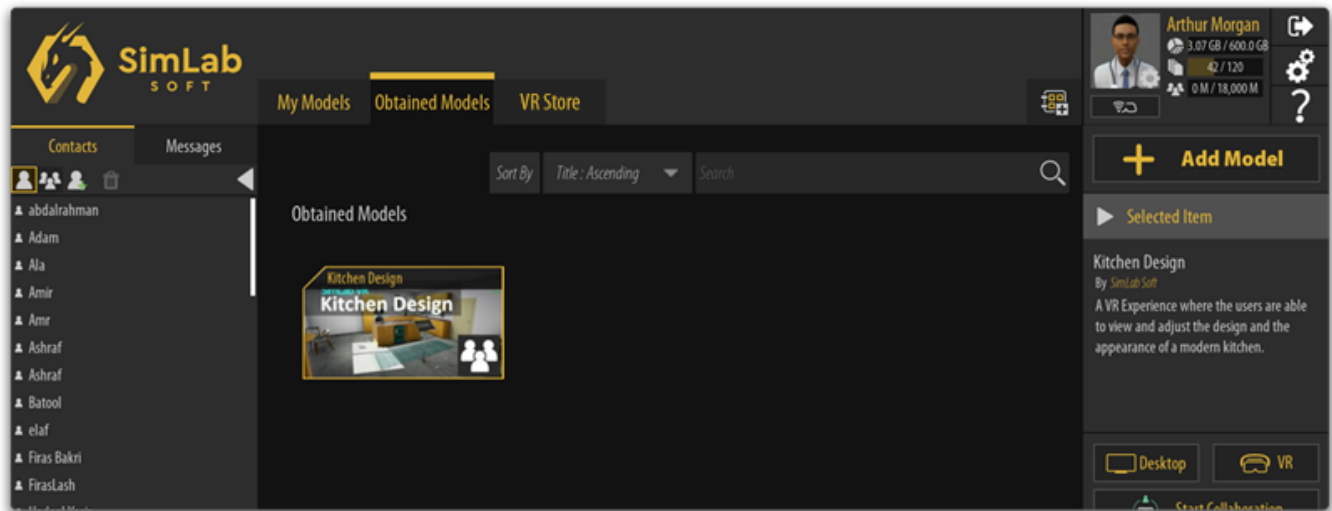 SimLab
SOFT
My Models
Obtained Models
VR Store
Arthur Morgan
3.07 GB / 600.0 GB
42 / 120
0 M / 18,000 M
?
Contacts
Messages
abdalrahman
Adam
Ala
Amir
Amr
Ashraf
Ashraf
Batool
elaf
Firas Bakri
FirasLash
Sort By
Title : Ascending
Search
Obtained Models
Kitchen Design
Kitchen Design
Add Model
Selected Item
Kitchen Design
By SimLab Soft
A VR Experience where the users are able
to view and adjust the design and the
appearance of a modern kitchen.
Desktop
VR
Start Collaboration